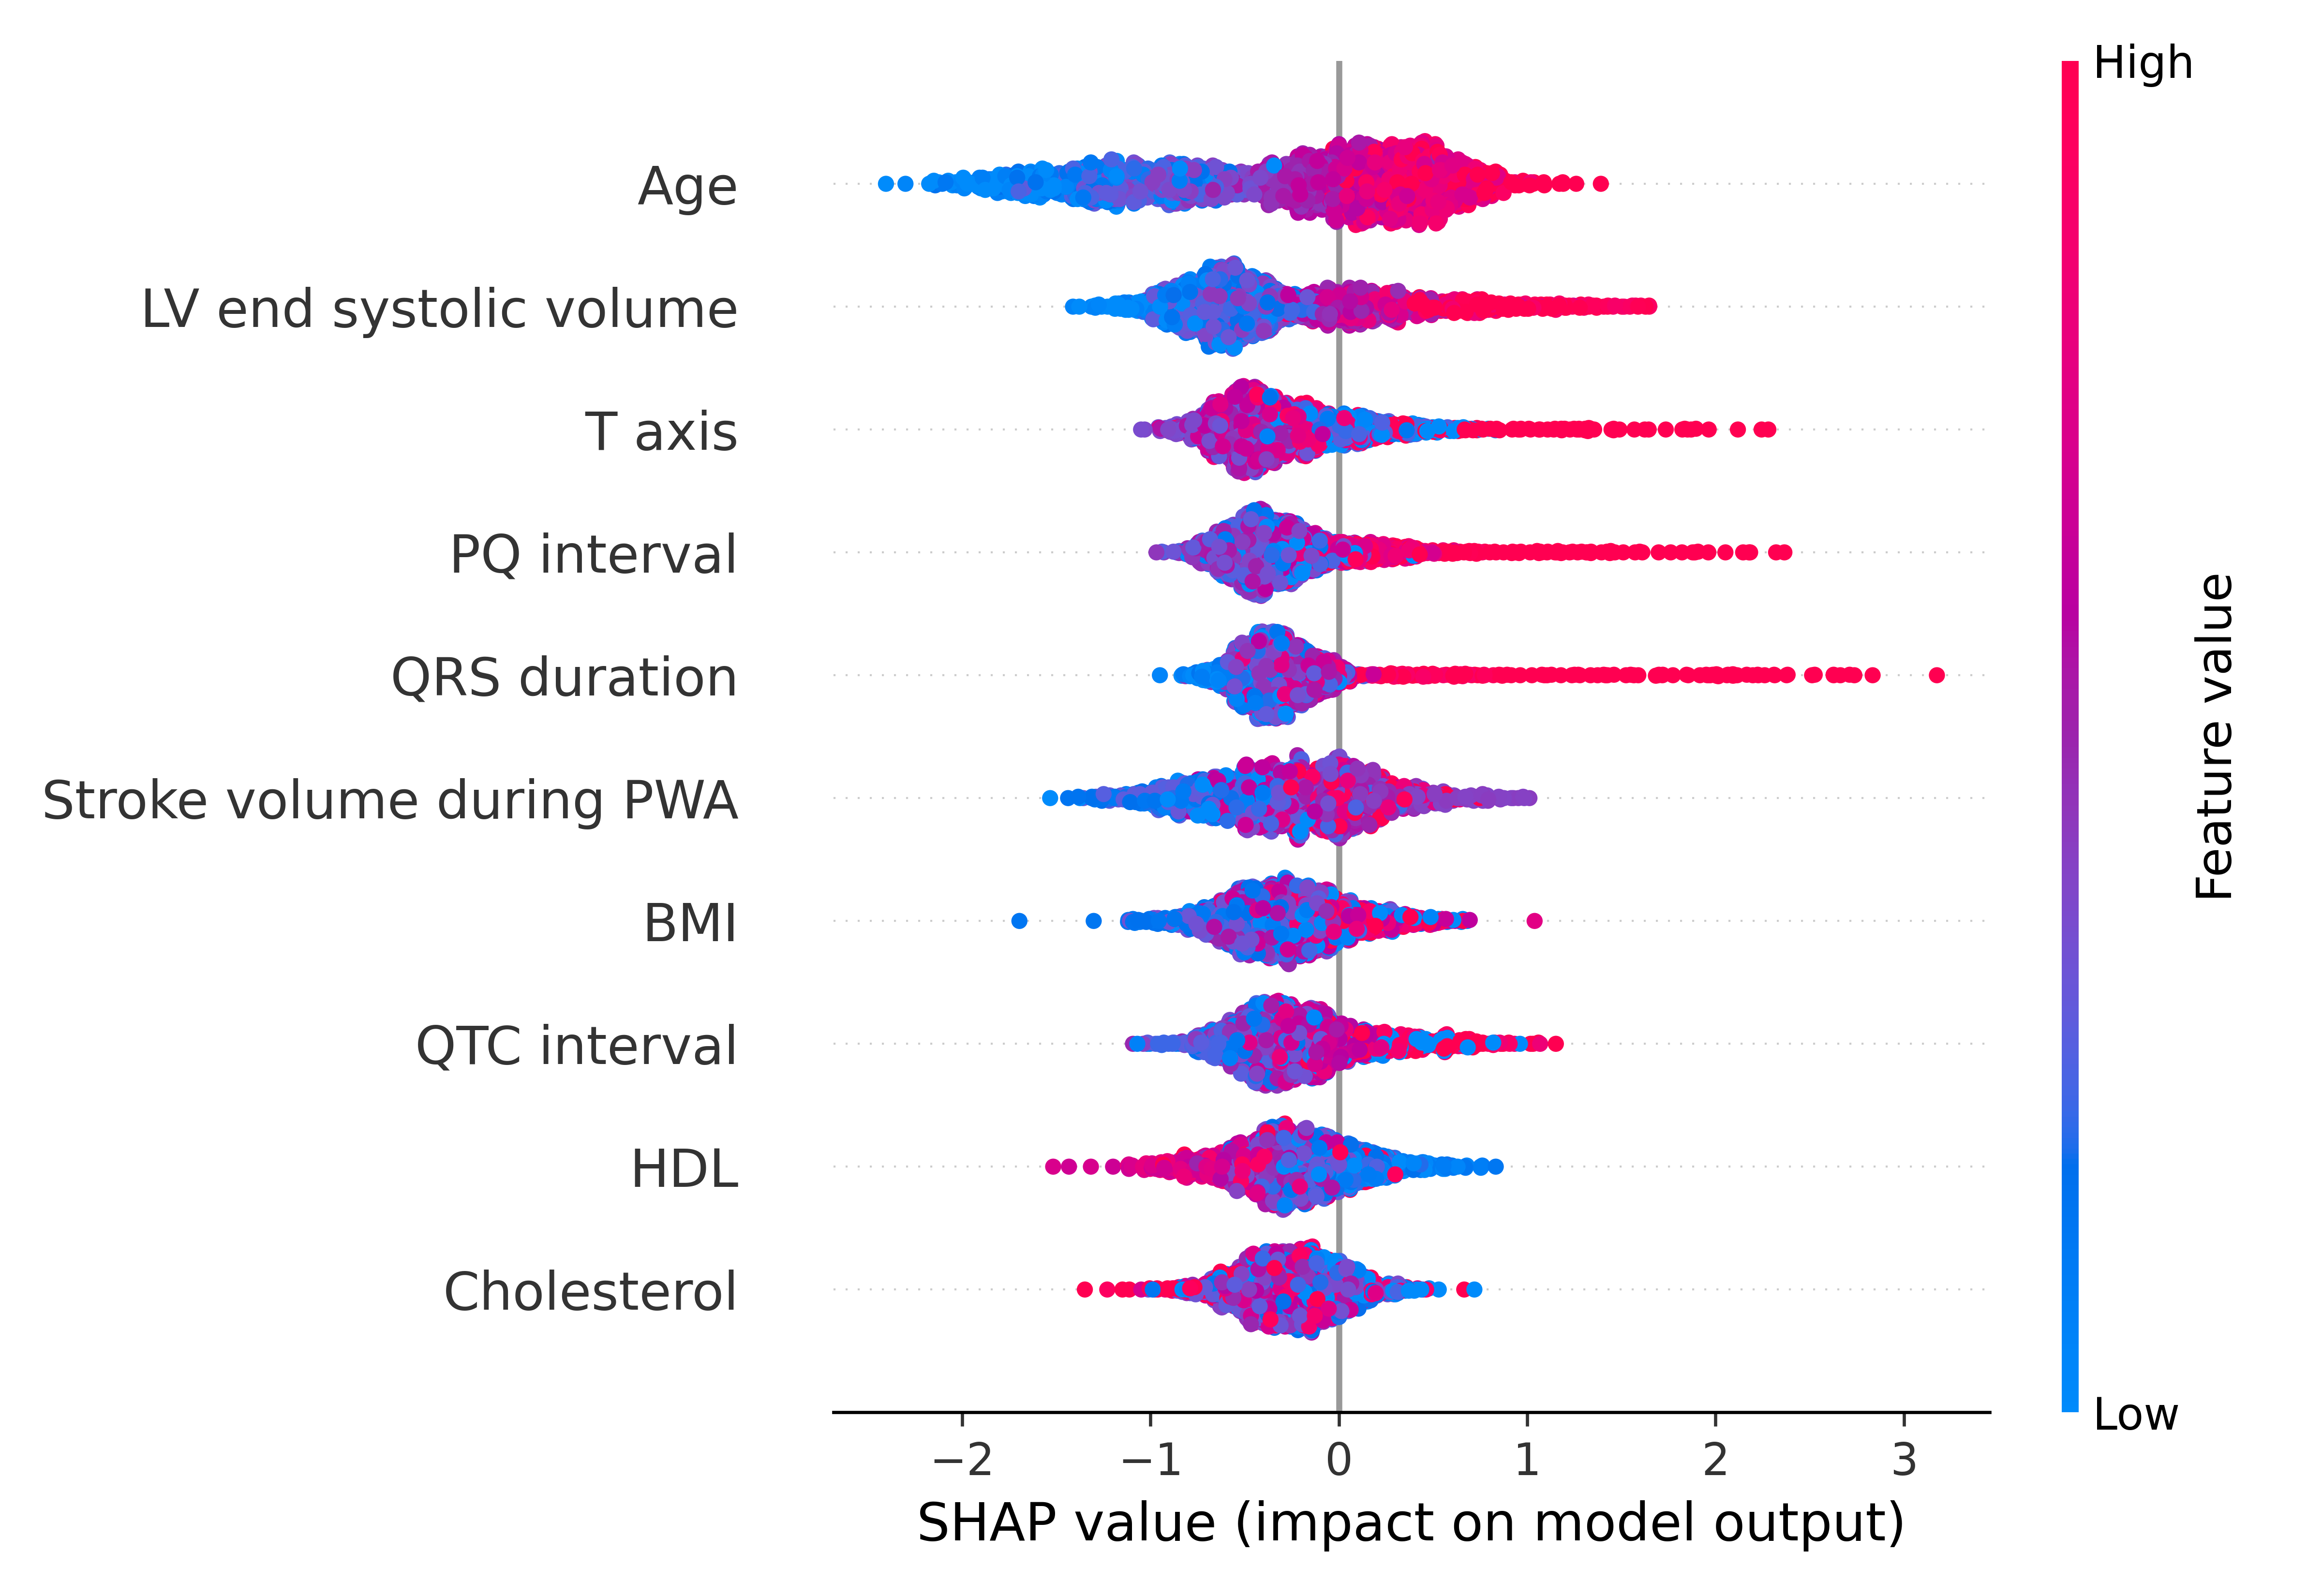 High
Age
LV end systolic volume
T axis
PQ interval
QRS duration
Stroke volume during PWA
BMI
QTC interval
HDL
Cholesterol
Feature value
Low
−2 −1 0 1 2 3
SHAP value (impact on model output)